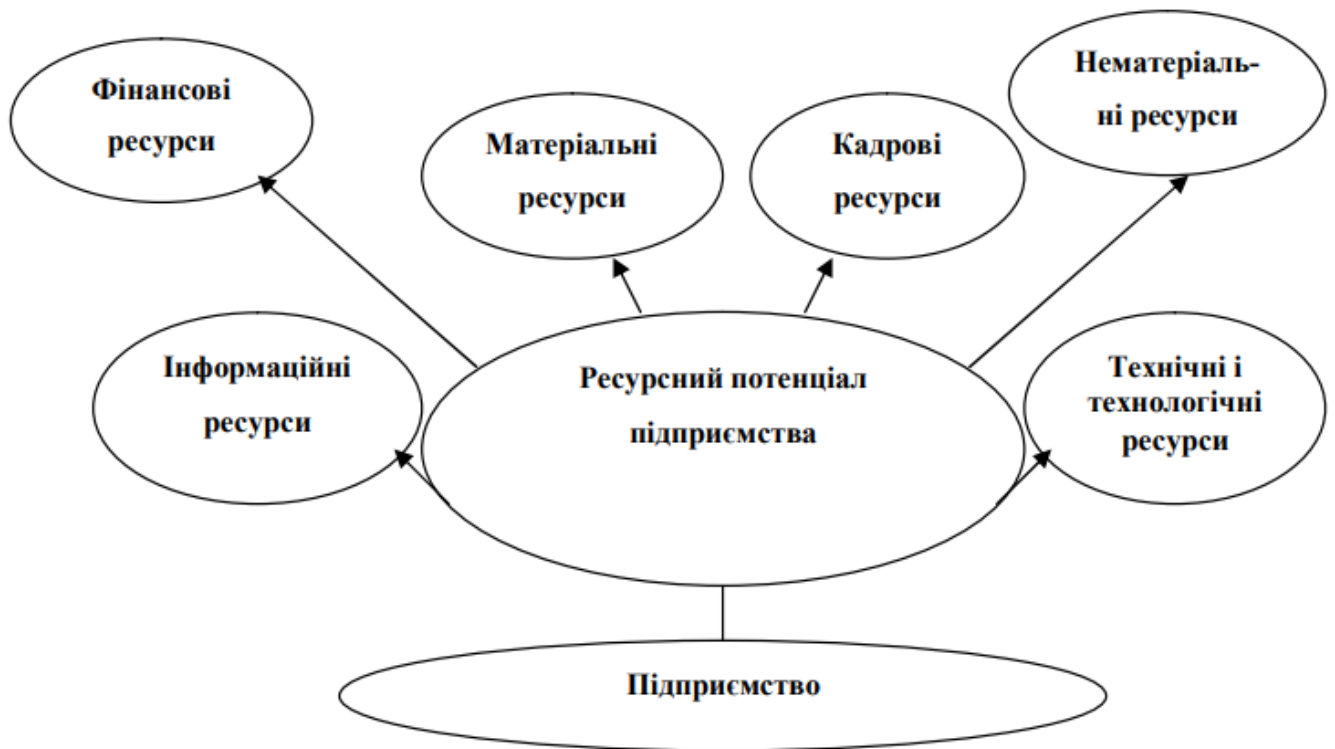 Фінансові
ресурси
Матеріальні
ресурси
Кадрові
ресурси
Нематеріаль-
ні ресурси
Інформаційні
ресурси
Ресурсний потенціал
підприємства
Технічні і
технологічні
ресурси
Підприємство